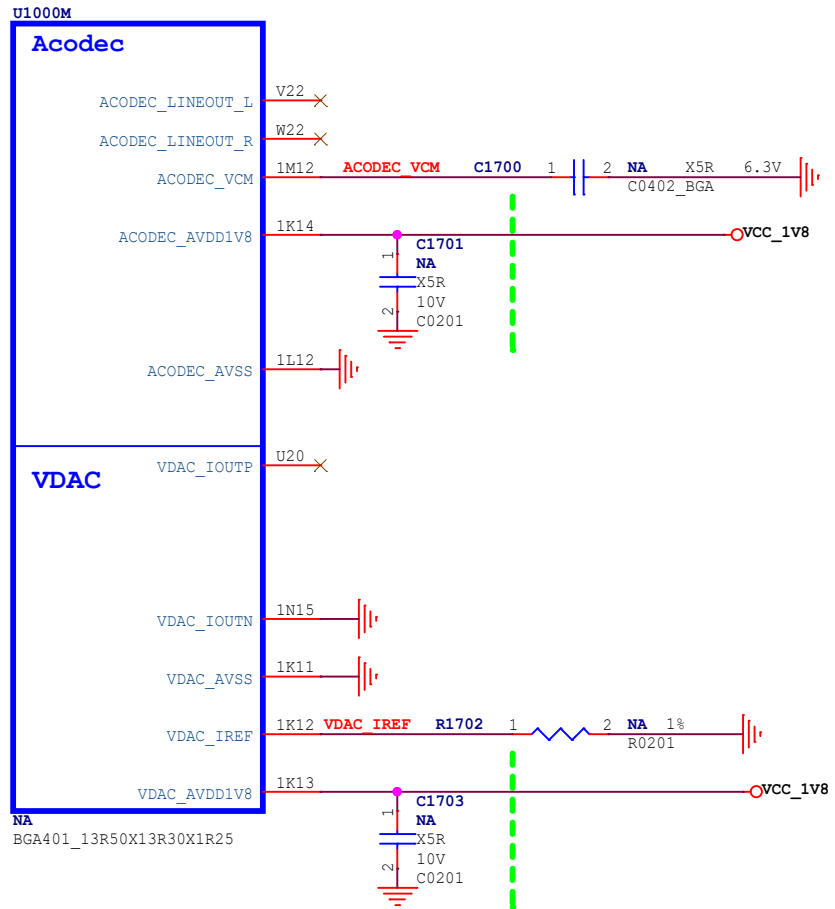 U1000M
Acodec
ACODEC_LINEOUT_L V22
ACODEC_LINEOUT_R W22
ACODEC_VCM 1M12 ACODEC_VCM C1700 1 2 NA X5R 6.3V
C0402_BGA
ACODEC_AVDD1V8 1K14 VCC_1V8
1 C1701
NA
X5R
10V
2 C0201
ACODEC_AVSS 1L12
VDAC
VDAC_IOUTP U20
VDAC_IOUTN 1N15
VDAC_AVSS 1K11
VDAC_IREF 1K12 VDAC_IREF R1702 1 2 NA 1%
R0201
VDAC_AVDD1V8 1K13 VCC_1V8
1 C1703
NA
X5R
10V
2 C0201
NA
BGA401_13R50X13R30X1R25